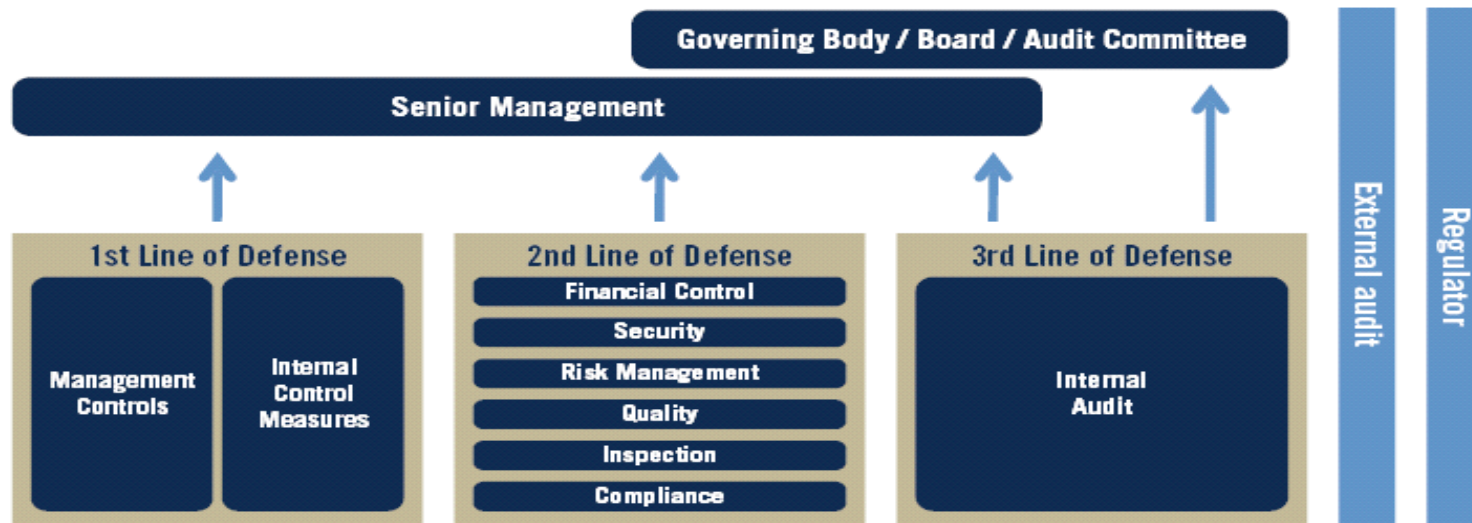 Governing Body / Board / Audit Committee
Senior Management
1st Line of Defense
Management
Controls
Internal
Control
Measures
2nd Line of Defense
Financial Control
Security
Risk Management
Quality
Inspection
Compliance
3rd Line of Defense
Internal
Audit
External audit
Regulator